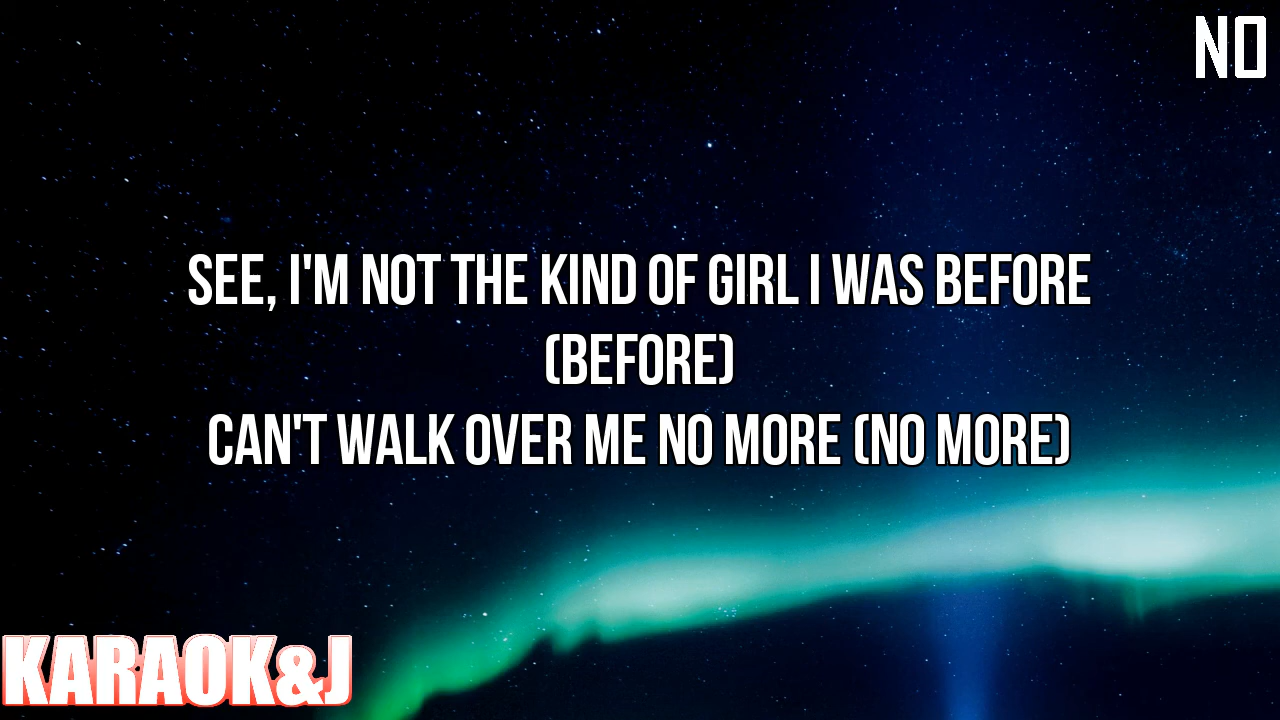 NO
SEE, I'M NOT THE KIND OF GIRL I WAS BEFORE
(BEFORE)
CAN'T WALK OVER ME NO MORE (NO MORE)
KARAOK&J